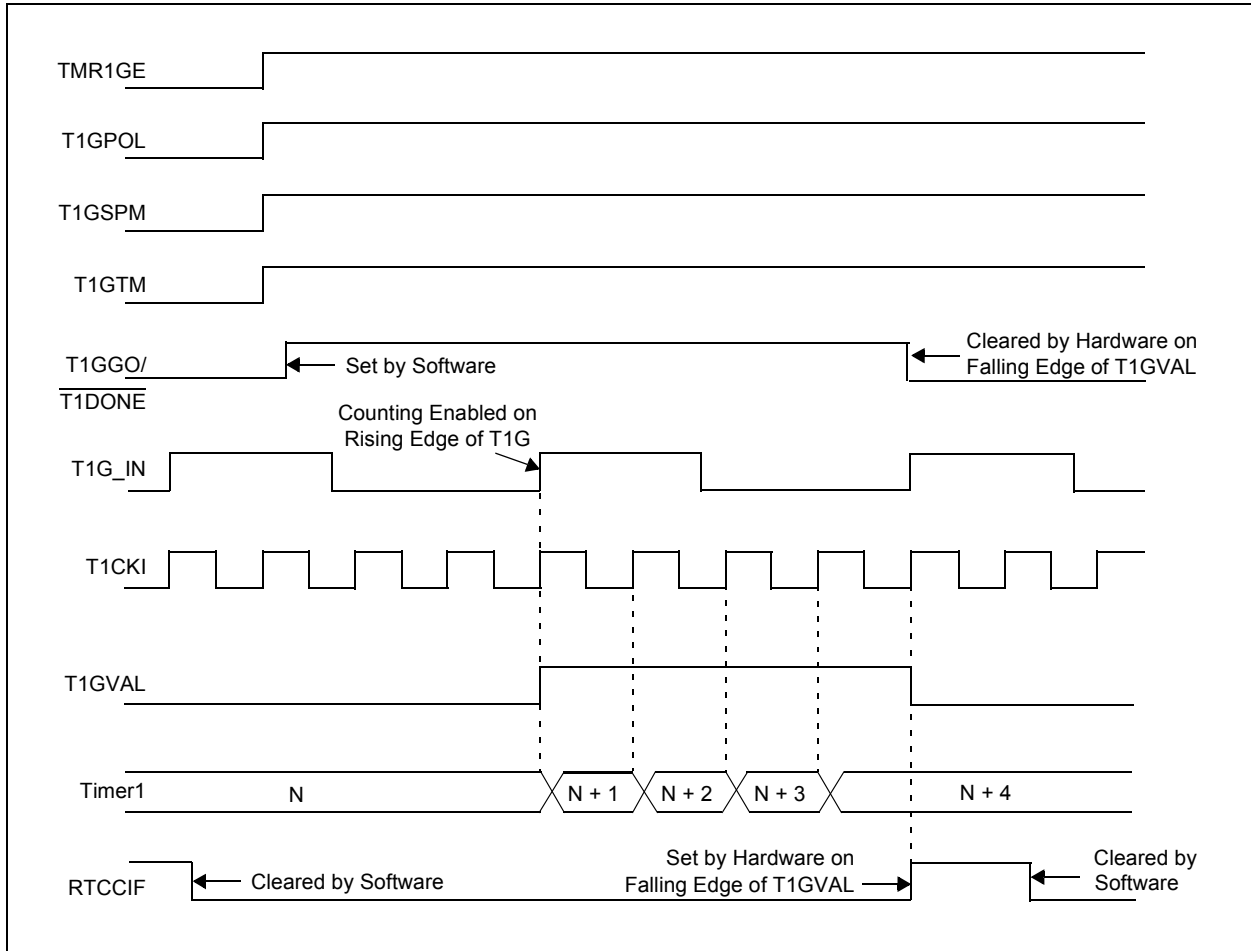 TMR1GE
T1GPOL
T1GSPM
T1GTM
T1GGO/
T1DONE
Set by Software
Cleared by Hardware on
Falling Edge of T1GVAL
Counting Enabled on
Rising Edge of T1G
T1G_IN
T1CKI
T1GVAL
Timer1
N
N + 1
N + 2
N + 3
N + 4
RTCCIF
Cleared by Software
Set by Hardware on
Falling Edge of T1GVAL
Cleared by
Software